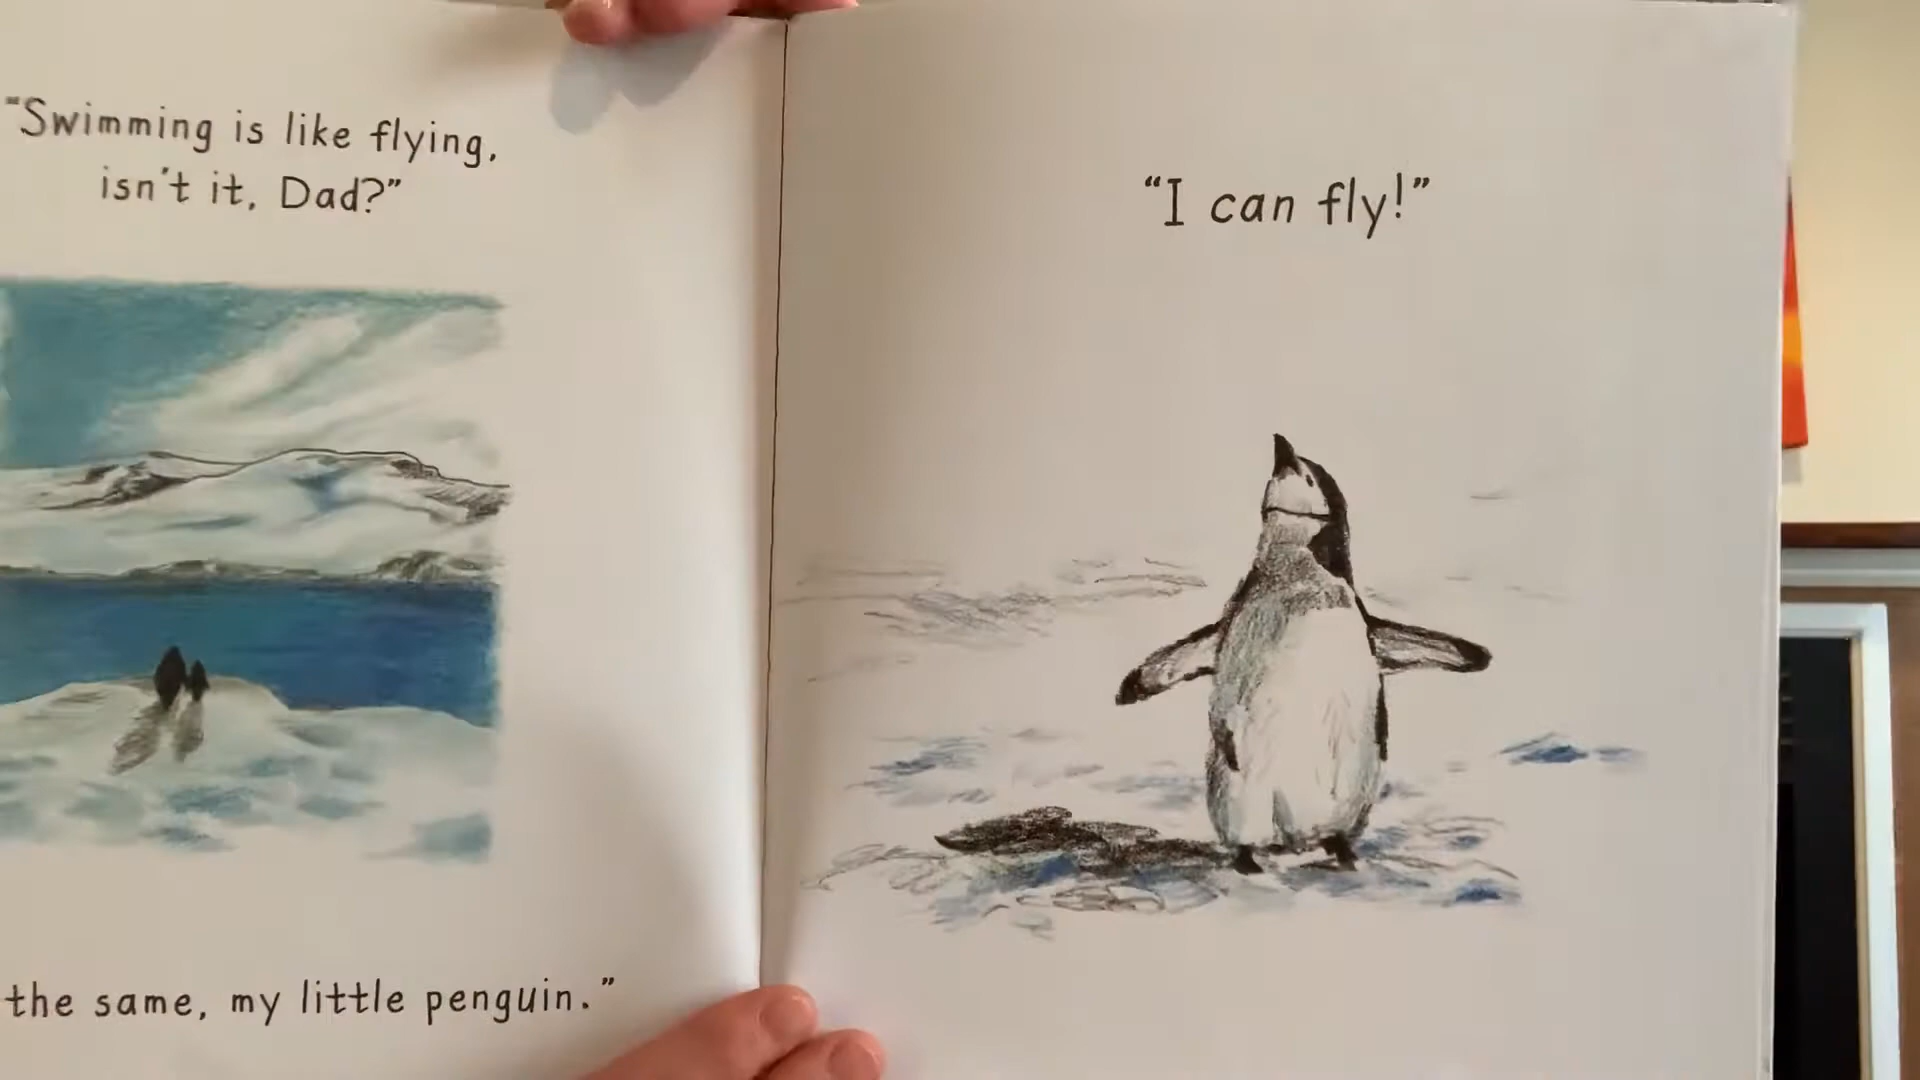 "Swimming is like flying,
isn't it, Dad?"
the same, my little penguin."
"I can fly!"